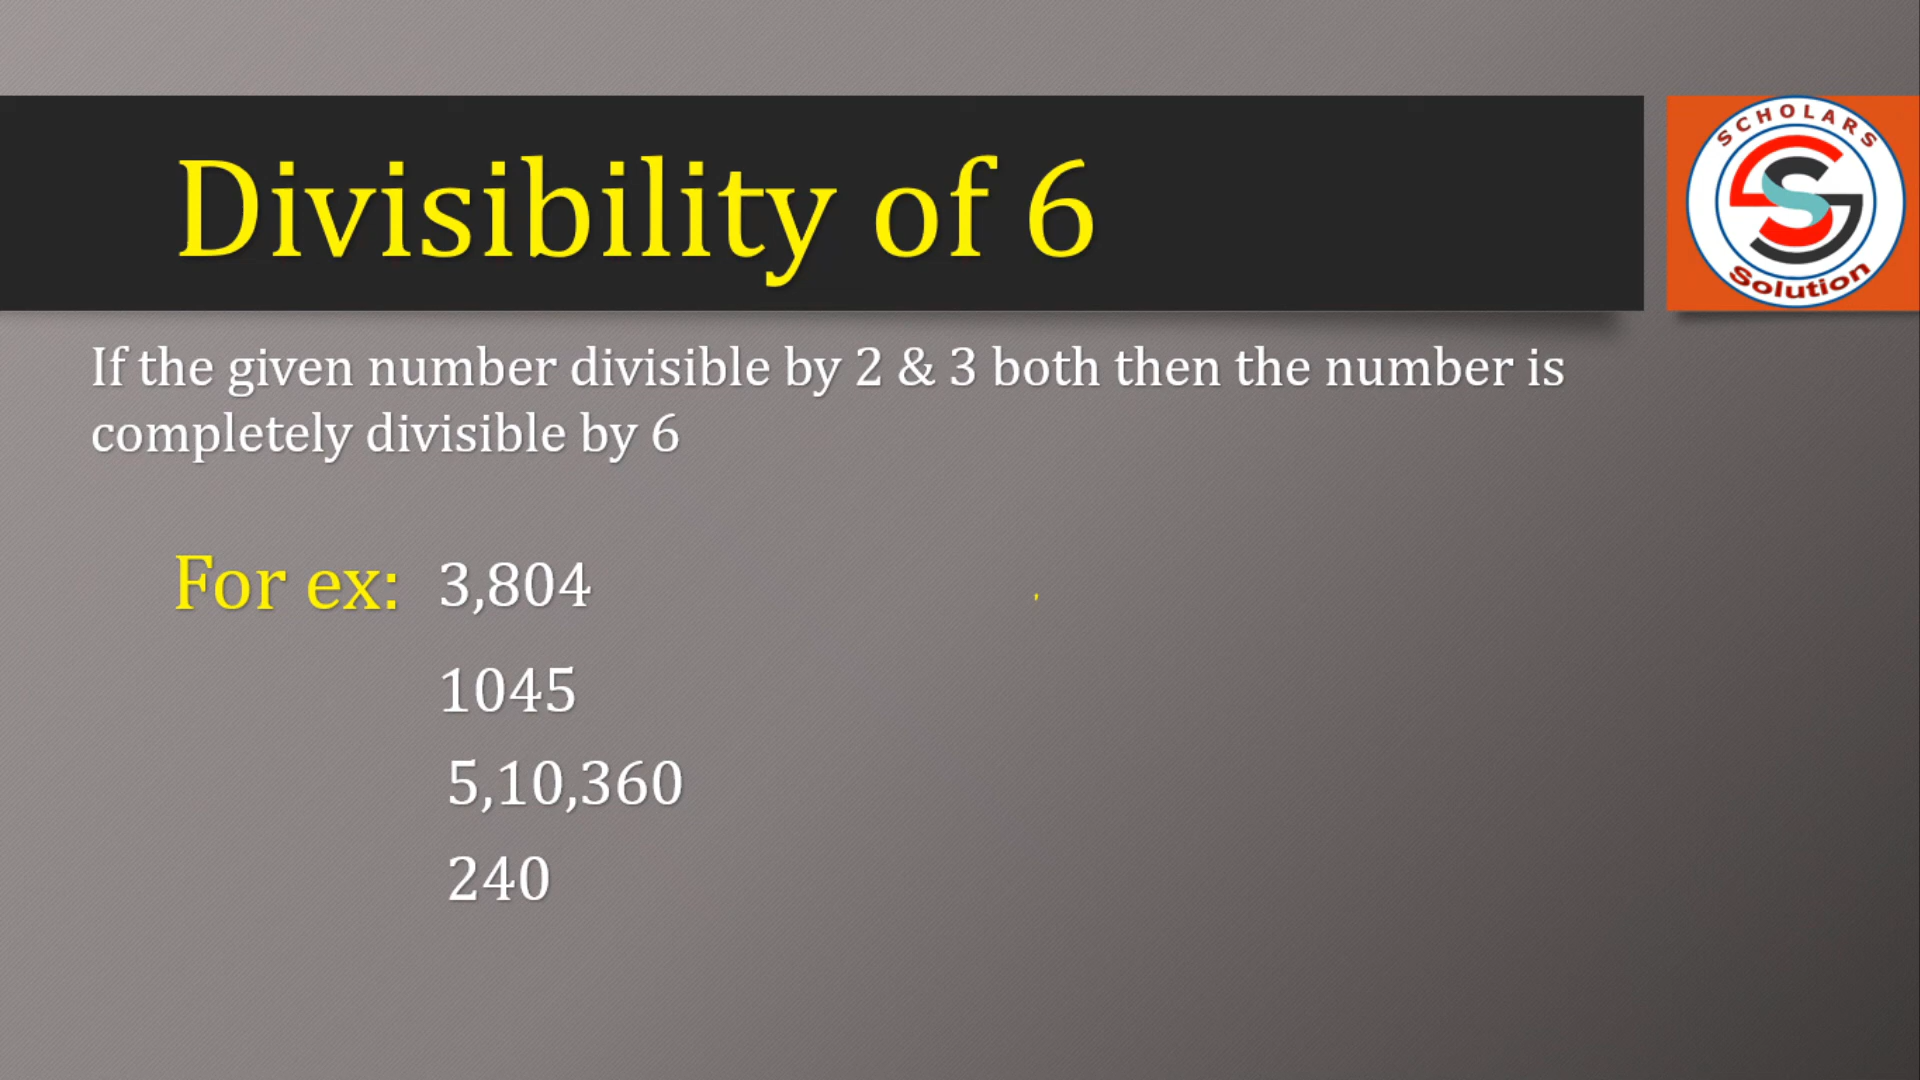 SCHOLARS
Solution
Divisibility of 6
If the given number divisible by 2 & 3 both then the number is
completely divisible by 6
For ex: 3,804
1045
5,10,360
240